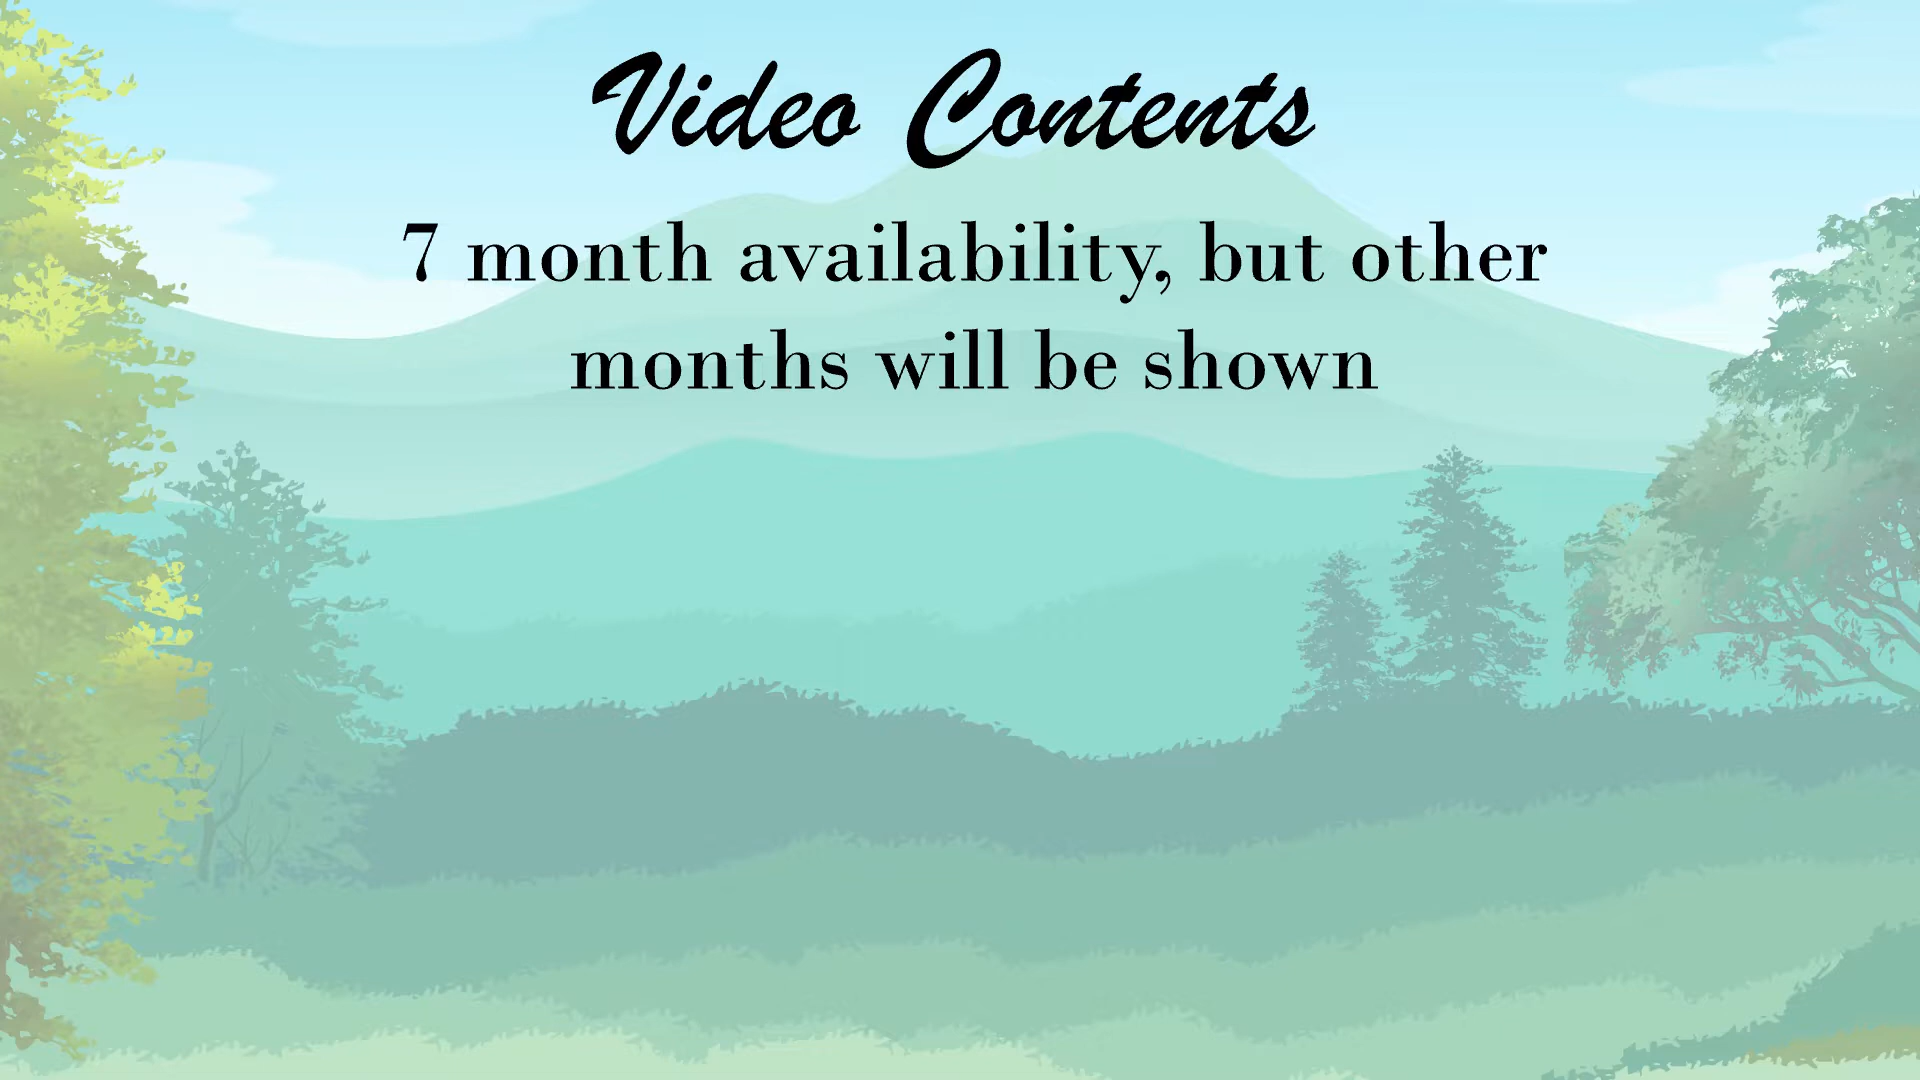 Video Contents
7 month availability, but other
months will be shown